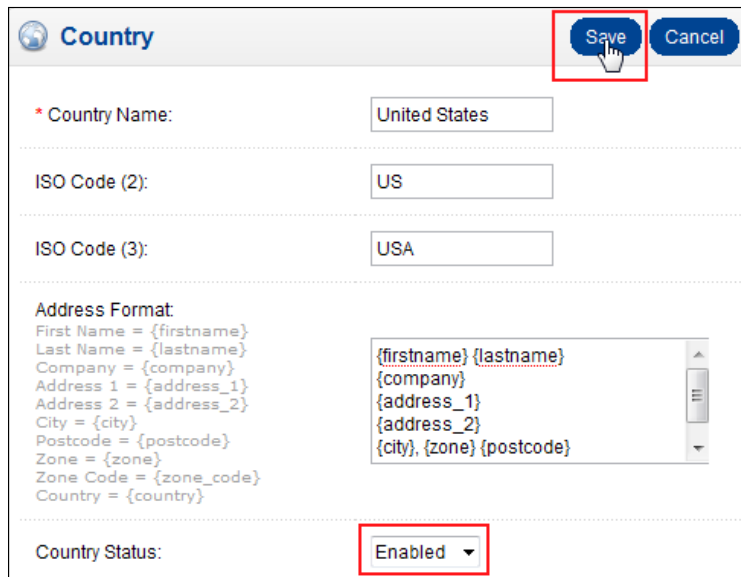 Country
Save
Cancel
* Country Name:
United States
ISO Code (2):
US
ISO Code (3):
USA
Address Format:
First Name = {firstname}
Last Name = {lastname}
Company = {company}
Address 1 = {address_1}
Address 2 = {address_2}
City = {city}
Postcode = {postcode}
Zone = {zone}
Zone Code = {zone_code}
Country = {country}
{firstname} {lastname}
{company}
{address_1}
{address_2}
{city}, {zone} {postcode}
Country Status:
Enabled